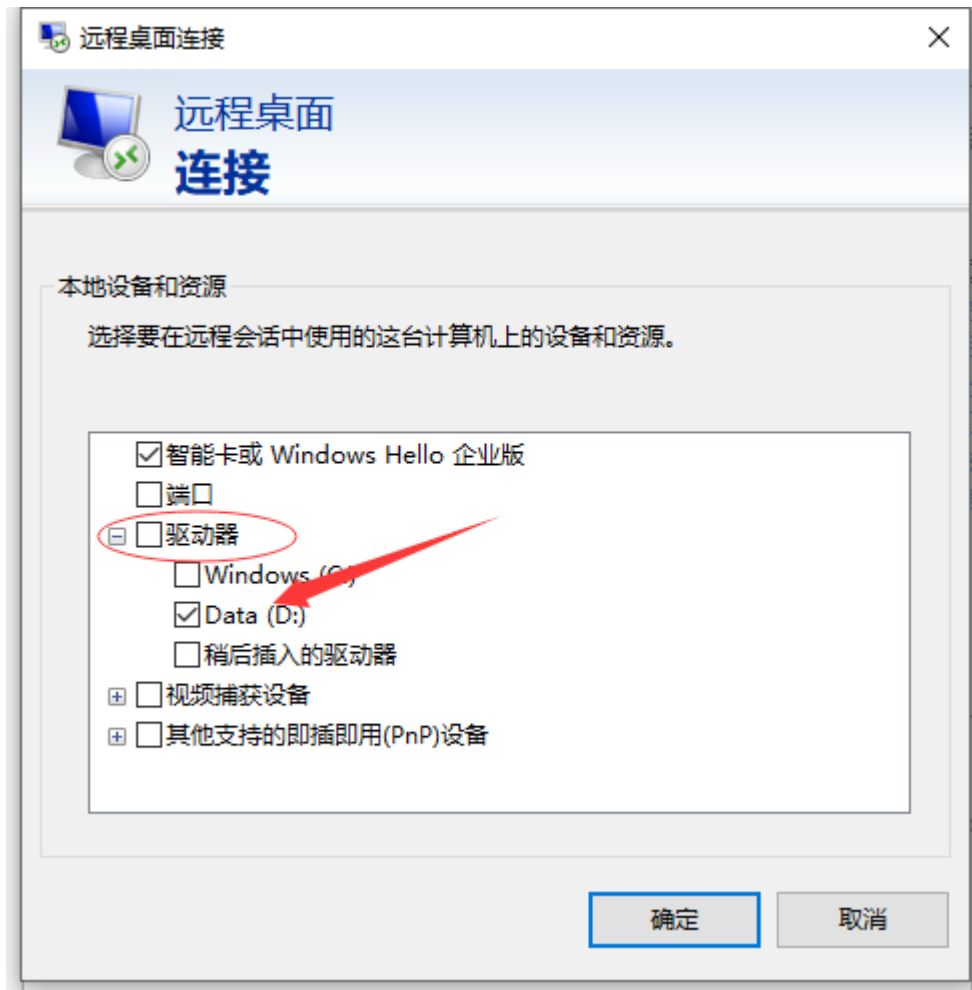 远程桌面连接
远程桌面
连接
本地设备和资源
选择要在远程会话中使用的这台计算机上的设备和资源。
智能卡或 Windows Hello 企业版
端口
驱动器
Windows (C:)
Data (D:)
稍后插入的驱动器
视频捕获设备
其他支持的即插即用(PnP)设备
确定
取消